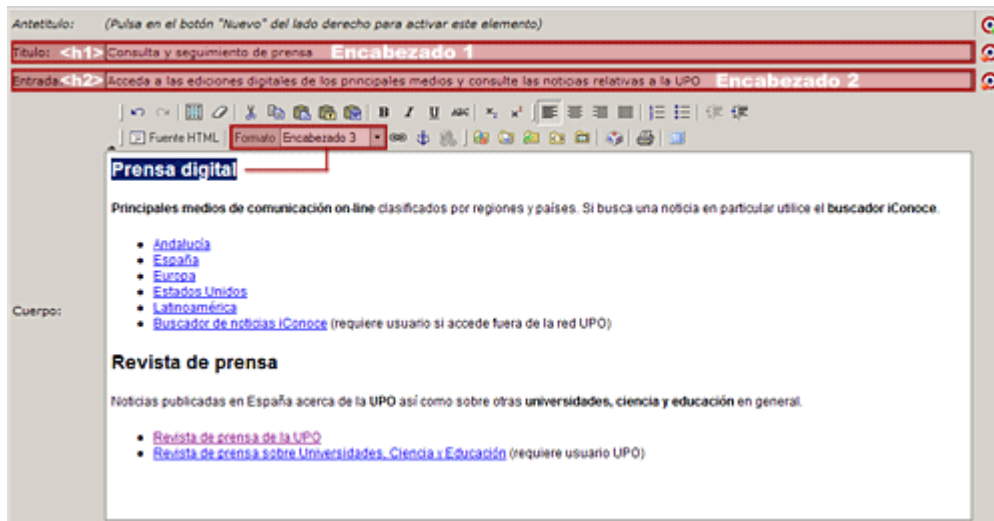 Antetitulo: (Pulsa en el botón "Nuevo" del lado derecho para activar este elemento)
Titulo: <h1> Consulta y seguimiento de prensa Encabezado 1
Entrada: <h2> Acceda a las ediciones digitales de los principales medios y consulte las noticias relativas a la UPO Encabezado 2
B I U ABC x₂ x²
Fuente HTML Formato Encabezado 3
Prensa digital
Principales medios de comunicación on-line clasificados por regiones y países. Si busca una noticia en particular utilice el buscador iConoce.
Andalucía
España
Europa
Estados Unidos
Latinoamérica
Cuerpo:
Buscador de noticias iConoce (requiere usuario si accede fuera de la red UPO)
Revista de prensa
Noticias publicadas en España acerca de la UPO así como sobre otras universidades, ciencia y educación en general.
Revista de prensa de la UPO
Revista de prensa sobre Universidades, Ciencia y Educación (requiere usuario UPO)